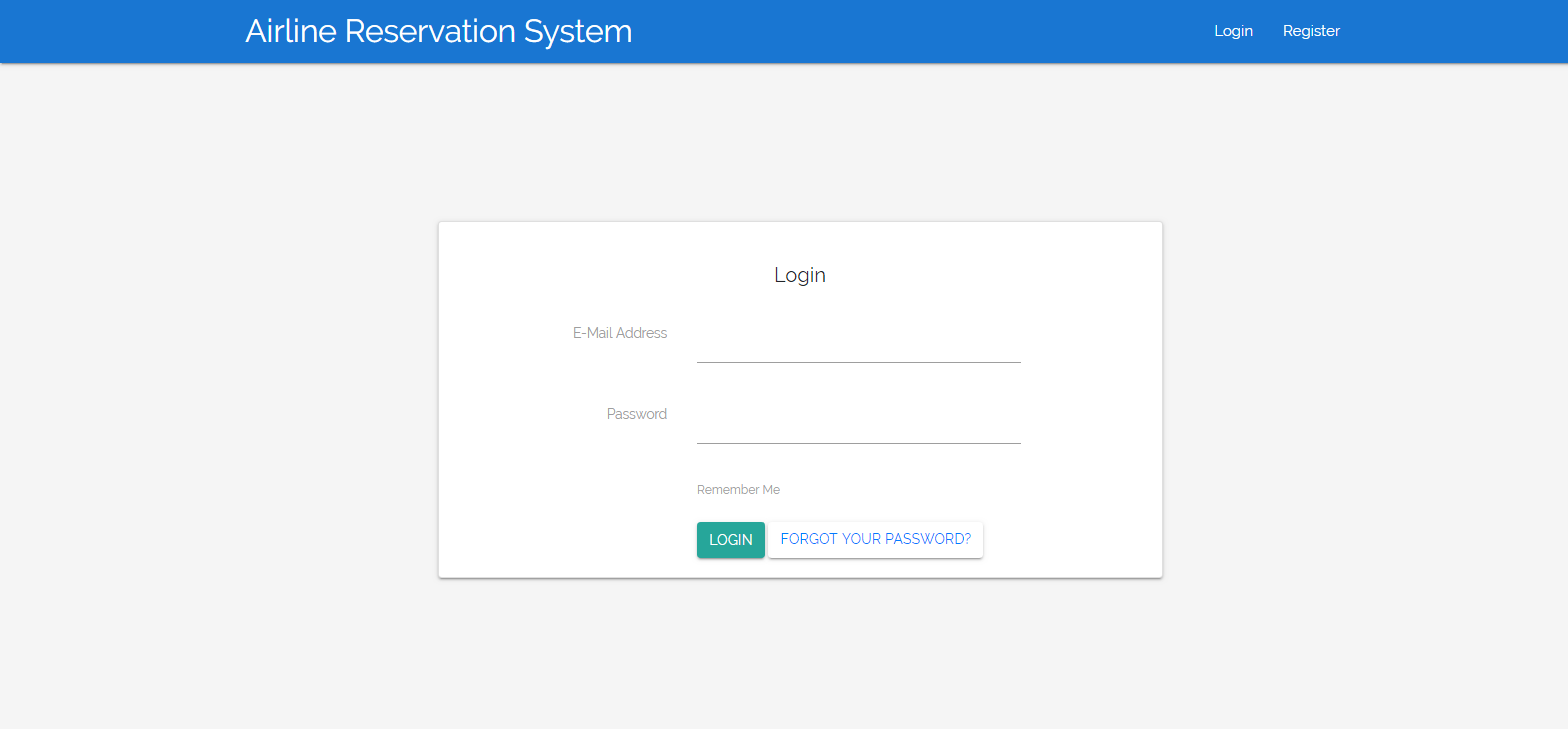 Airline Reservation System
Login Register
Login
E-Mail Address
Password
Remember Me
LOGIN FORGOT YOUR PASSWORD?